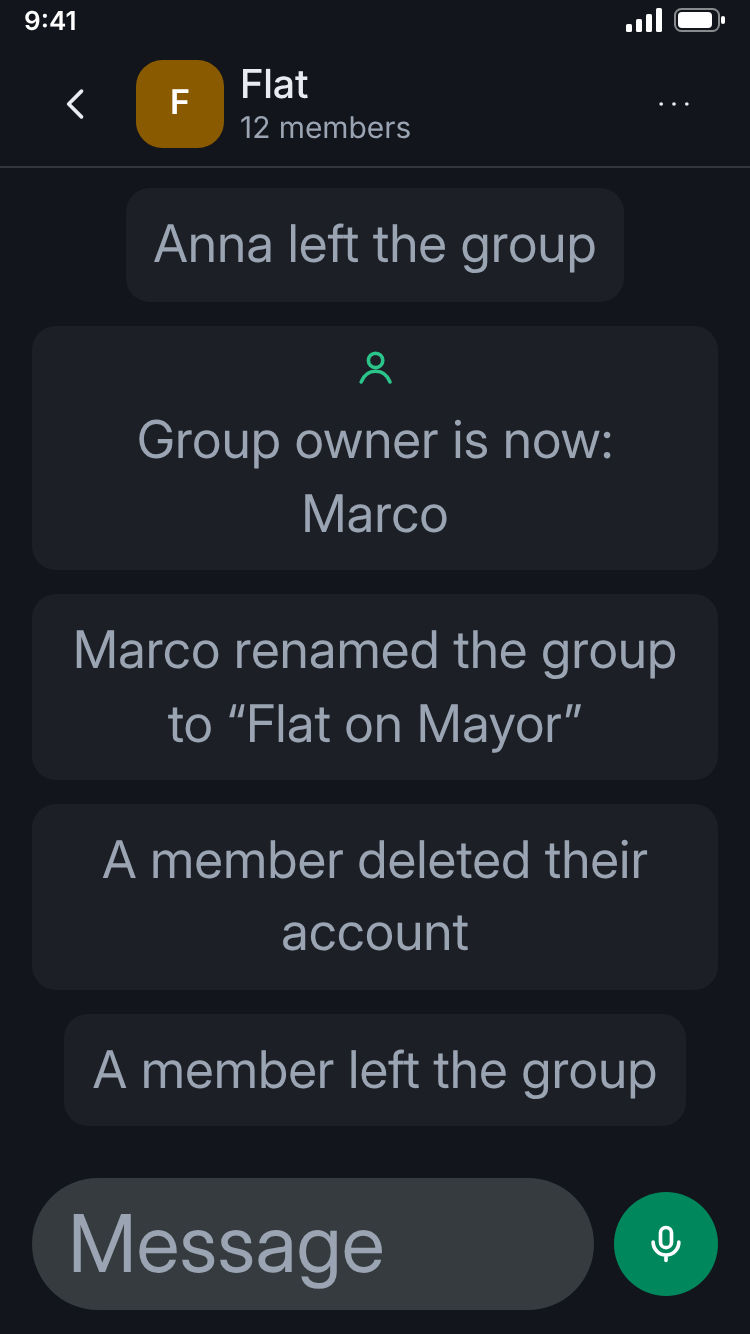 9:41
F
Flat
12 members
Anna left the group
Group owner is now:
Marco
Marco renamed the group
to “Flat on Mayor”
A member deleted their
account
A member left the group
Message